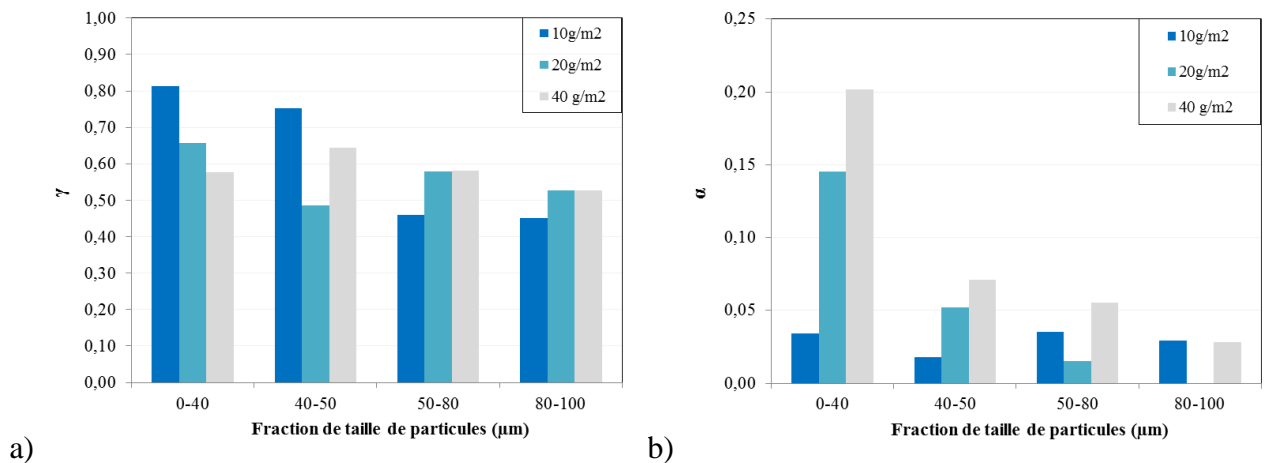 1,00
0,90
0,80
0,70
0,60
0,50
0,40
0,30
0,20
0,10
0,00
γ
10g/m2
20g/m2
40 g/m2
0-40 40-50 50-80 80-100
Fraction de taille de particules (µm)
a)
0,25
0,20
0,15
0,10
0,05
0,00
α
10g/m2
20g/m2
40 g/m2
0-40 40-50 50-80 80-100
Fraction de taille de particules (µm)
b)